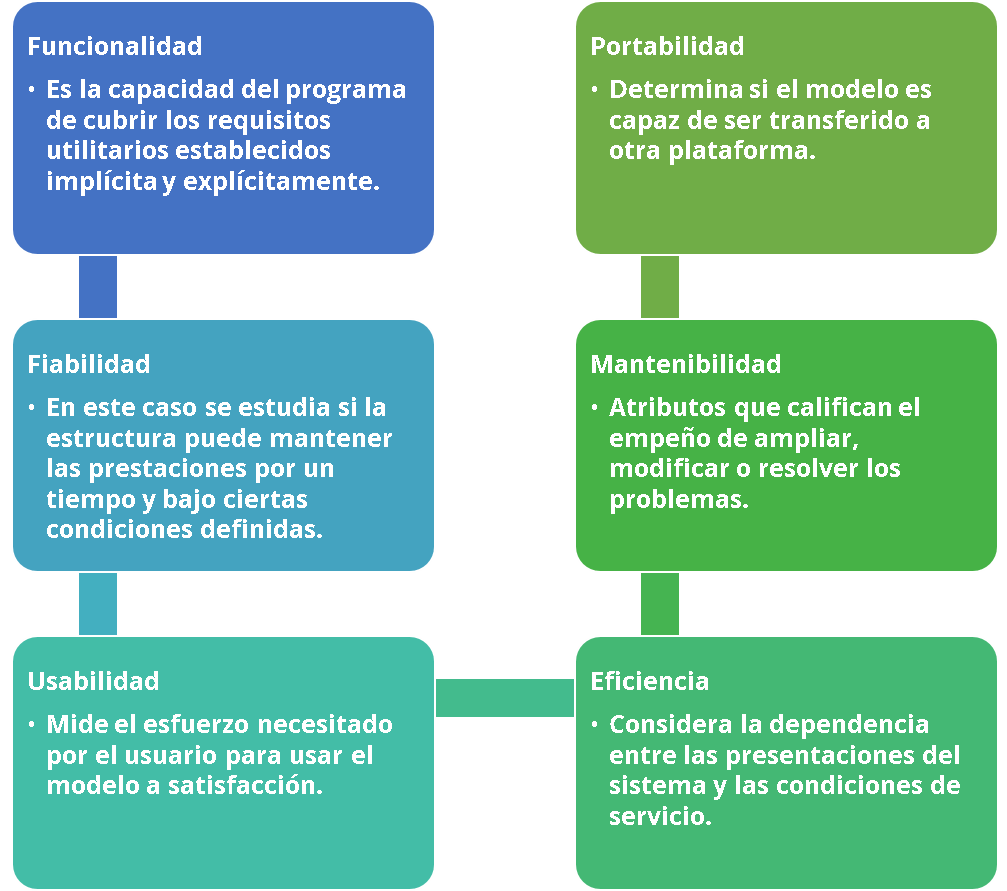 Funcionalidad
• Es la capacidad del programa
de cubrir los requisitos
utilitarios establecidos
implícita y explícitamente.
Fiabilidad
• En este caso se estudia si la
estructura puede mantener
las prestaciones por un
tiempo y bajo ciertas
condiciones definidas.
Usabilidad
• Mide el esfuerzo necesitado
por el usuario para usar el
modelo a satisfacción.
Eficiencia
• Considera la dependencia
entre las presentaciones del
sistema y las condiciones de
servicio.
Mantenibilidad
• Atributos que califican el
empeño de ampliar,
modificar o resolver los
problemas.
Portabilidad
• Determina si el modelo es
capaz de ser transferido a
otra plataforma.